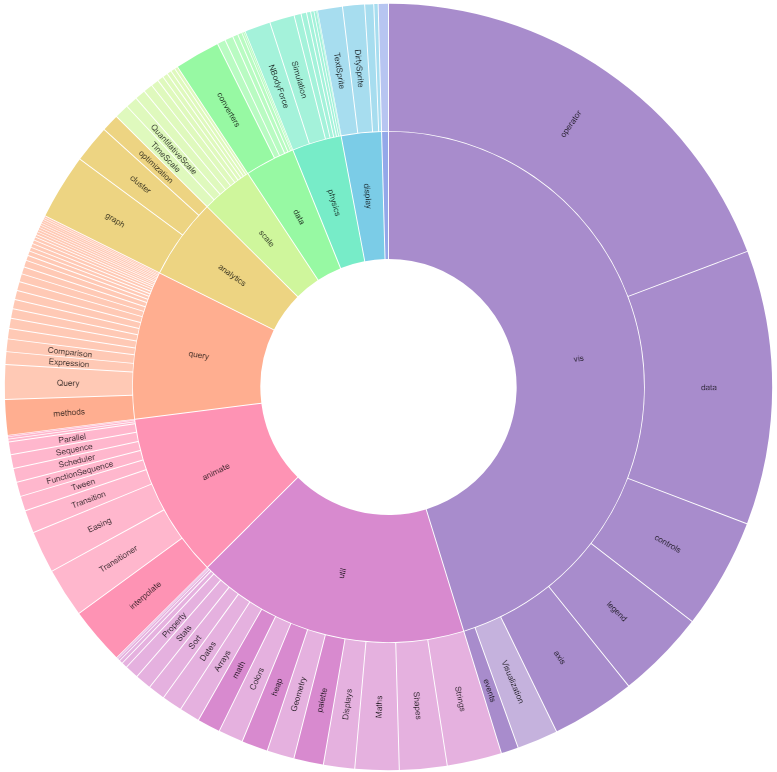 operator
vis
data
controls
legend
axis
Visualization
events
util
Strings
Shapes
Maths
Displays
palette
Geometry
heap
Colors
math
Arrays
Dates
Sort
Stats
Property
animate
interpolate
Transitioner
Easing
Transition
Tween
FunctionSequence
Scheduler
Sequence
Parallel
query
methods
Query
Expression
Comparison
analytics
graph
cluster
optimization
scale
TimeScale
QuantitativeScale
data
converters
physics
NBodyForce
Simulation
display
TextSprite
DirtySprite